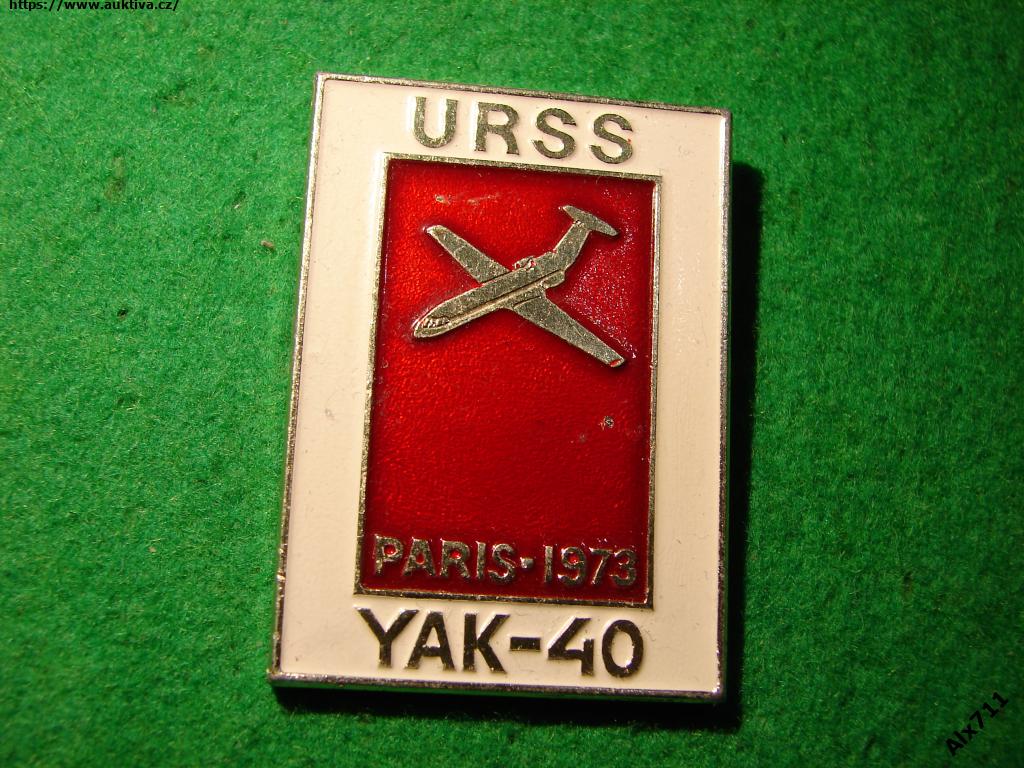 https://www.auktiva.cz/
URSS
PARIS·1973
YAK-40
Alx711